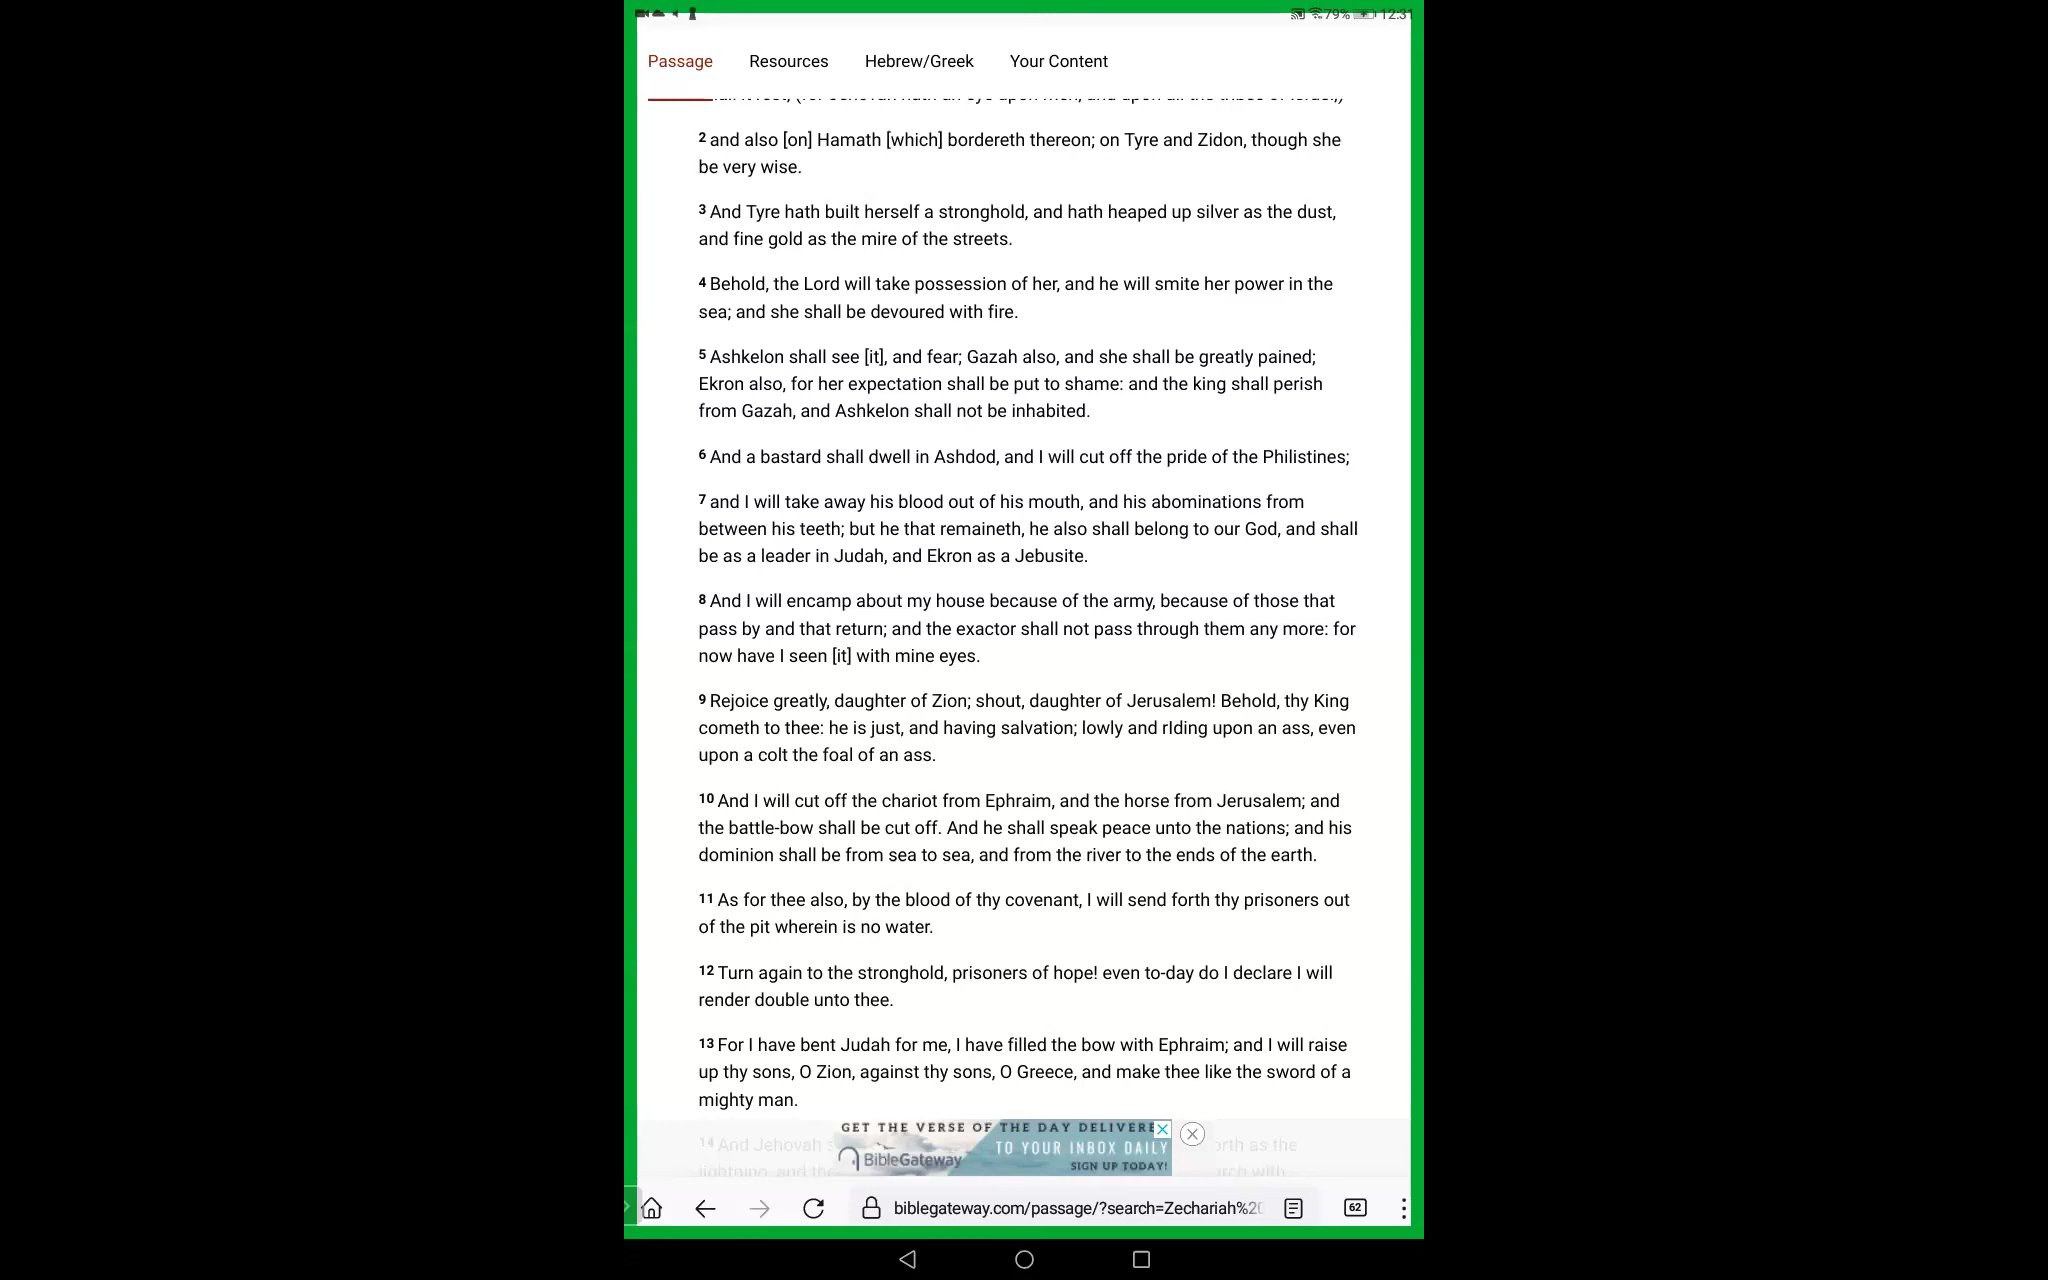 79% 12:31
Passage Resources Hebrew/Greek Your Content
2 and also [on] Hamath [which] bordereth thereon; on Tyre and Zidon, though she
be very wise.
3 And Tyre hath built herself a stronghold, and hath heaped up silver as the dust,
and fine gold as the mire of the streets.
4 Behold, the Lord will take possession of her, and he will smite her power in the
sea; and she shall be devoured with fire.
5 Ashkelon shall see [it], and fear; Gazah also, and she shall be greatly pained;
Ekron also, for her expectation shall be put to shame: and the king shall perish
from Gazah, and Ashkelon shall not be inhabited.
6 And a bastard shall dwell in Ashdod, and I will cut off the pride of the Philistines;
7 and I will take away his blood out of his mouth, and his abominations from
between his teeth; but he that remaineth, he also shall belong to our God, and shall
be as a leader in Judah, and Ekron as a Jebusite.
8 And I will encamp about my house because of the army, because of those that
pass by and that return; and the exactor shall not pass through them any more: for
now have I seen [it] with mine eyes.
9 Rejoice greatly, daughter of Zion; shout, daughter of Jerusalem! Behold, thy King
cometh to thee: he is just, and having salvation; lowly and rIding upon an ass, even
upon a colt the foal of an ass.
10 And I will cut off the chariot from Ephraim, and the horse from Jerusalem; and
the battle-bow shall be cut off. And he shall speak peace unto the nations; and his
dominion shall be from sea to sea, and from the river to the ends of the earth.
11 As for thee also, by the blood of thy covenant, I will send forth thy prisoners out
of the pit wherein is no water.
12 Turn again to the stronghold, prisoners of hope! even to-day do I declare I will
render double unto thee.
13 For I have bent Judah for me, I have filled the bow with Ephraim; and I will raise
up thy sons, O Zion, against thy sons, O Greece, and make thee like the sword of a
mighty man.
14 And Jehovah as the
lightning, and with
GET THE VERSE OF THE DAY DELIVERE
TO YOUR INBOX DAILY
BibleGateway
SIGN UP TODAY!
biblegateway.com/passage/?search=Zechariah%20
62